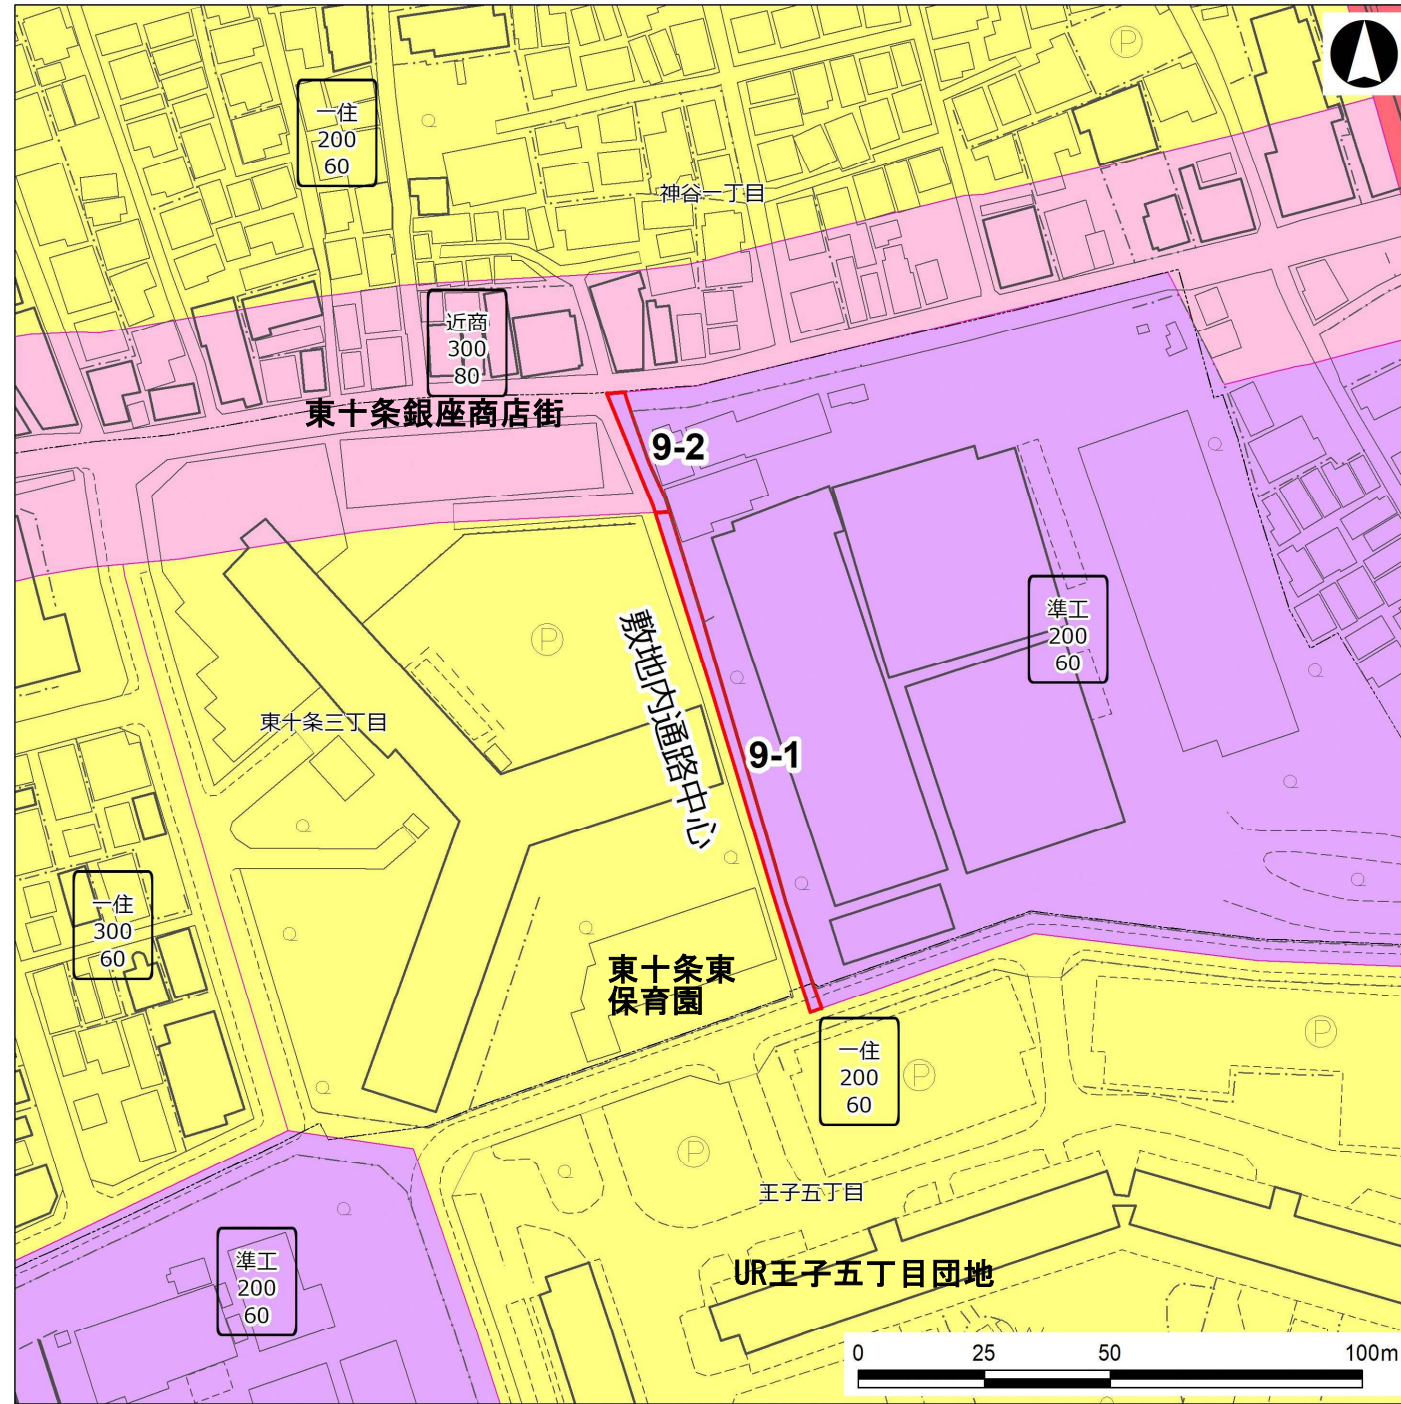 Ⓟ
一住
200
60
神谷一丁目
近商
300
80
東十条銀座商店街
9-2
準工
200
60
敷地内通路中心
Ⓟ
東十条三丁目
9-1
一住
300
60
東十条東
保育園
一住
200
60
Ⓟ
Ⓟ
Ⓟ
王子五丁目
準工
200
60
UR王子五丁目団地
0 25 50 100m